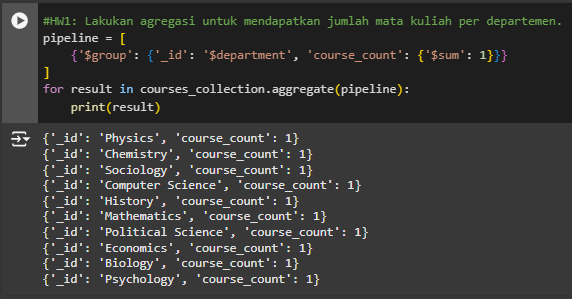 #HW1: Lakukan agregasi untuk mendapatkan jumlah mata kuliah per departemen.
pipeline = [
    {'$group': {'_id': '$department', 'course_count': {'$sum': 1}}}
]
for result in courses_collection.aggregate(pipeline):
    print(result)
{'_id': 'Physics', 'course_count': 1}
{'_id': 'Chemistry', 'course_count': 1}
{'_id': 'Sociology', 'course_count': 1}
{'_id': 'Computer Science', 'course_count': 1}
{'_id': 'History', 'course_count': 1}
{'_id': 'Mathematics', 'course_count': 1}
{'_id': 'Political Science', 'course_count': 1}
{'_id': 'Economics', 'course_count': 1}
{'_id': 'Biology', 'course_count': 1}
{'_id': 'Psychology', 'course_count': 1}